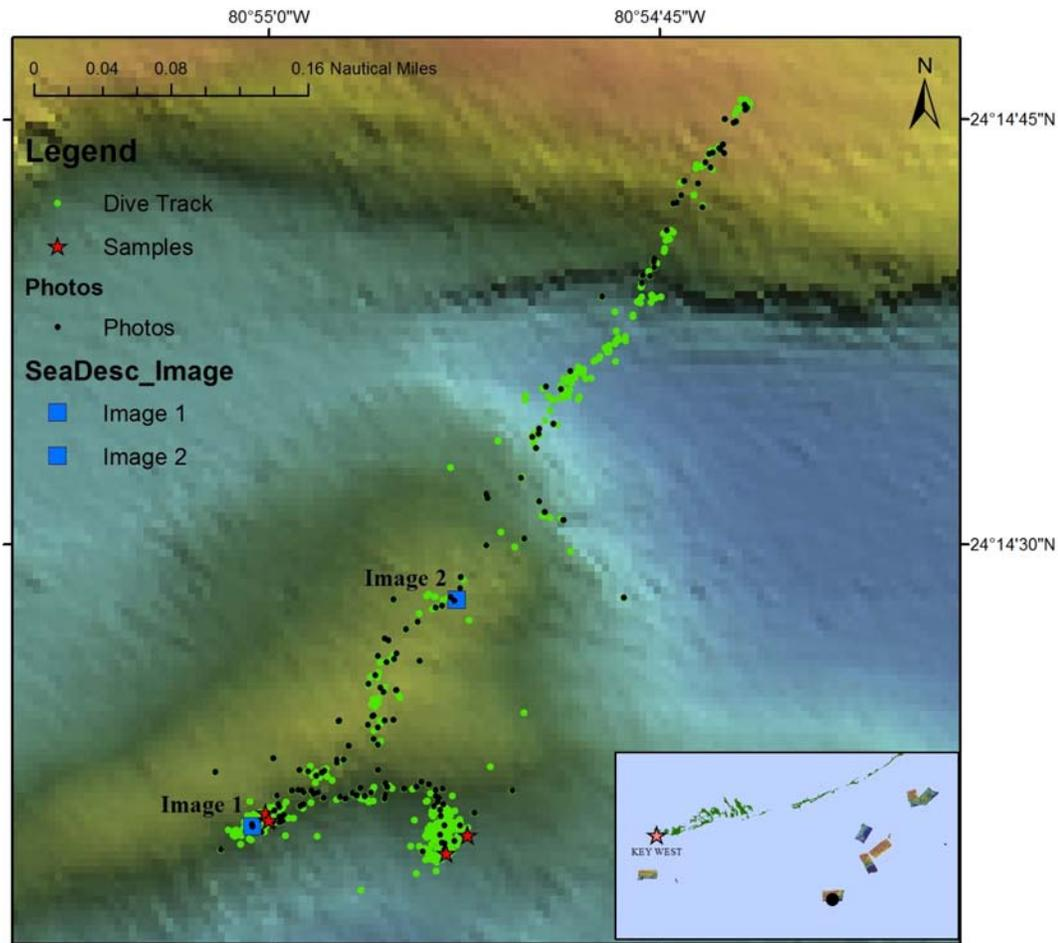 80°55'0"W
80°54'45"W
0 0.04 0.08 0.16 Nautical Miles
N
24°14'45"N
Legend
Dive Track
Samples
Photos
Photos
SeaDesc_Image
Image 1
Image 2
24°14'30"N
Image 2
Image 1
KEY WEST